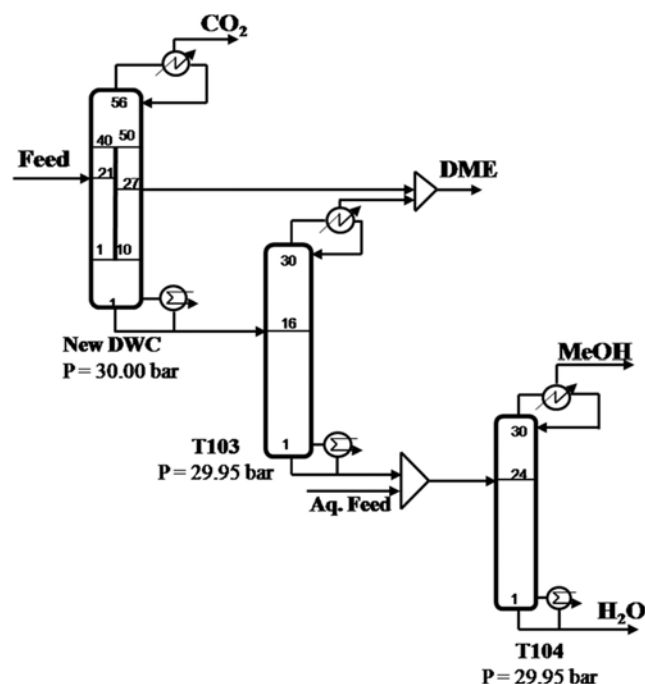 CO₂
56
40 50
Feed
21
27
DME
1 10
30
1
16
New DWC
P = 30.00 bar
MeOH
30
1
T103
P = 29.95 bar
24
Aq. Feed
1
H₂O
T104
P = 29.95 bar